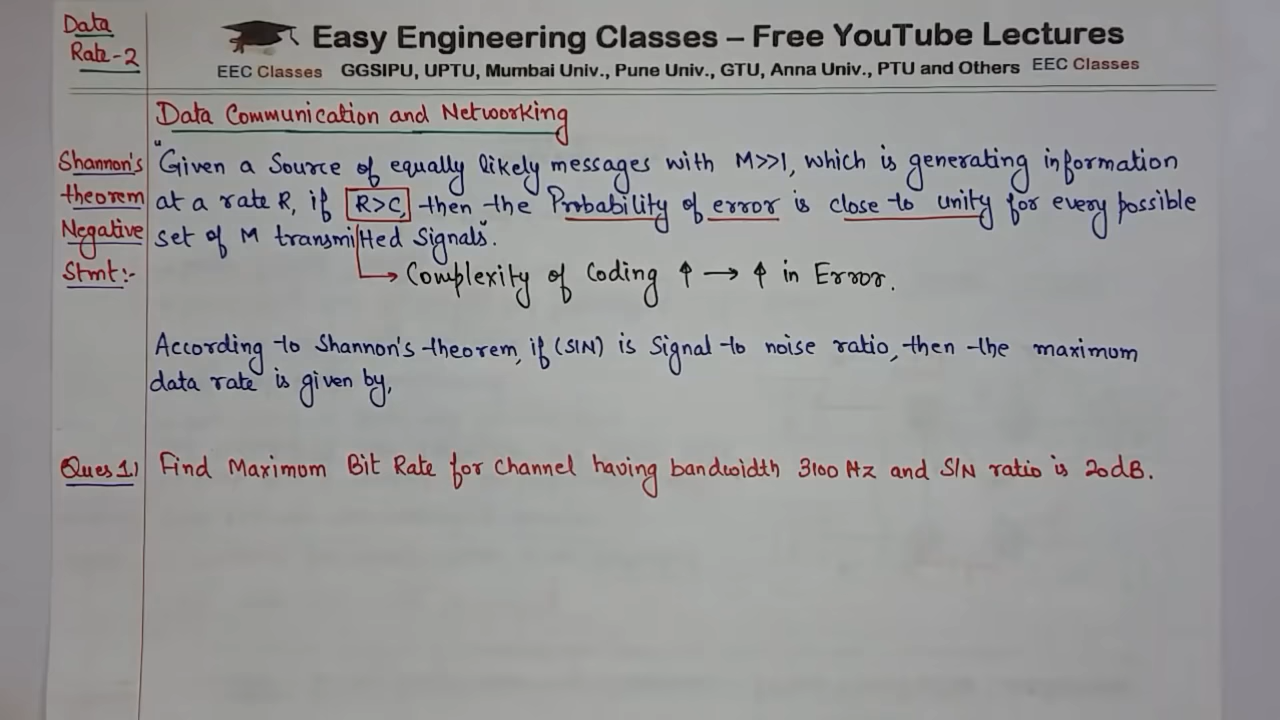 Data
Rate-2
Easy Engineering Classes – Free YouTube Lectures
EEC Classes GGSIPU, UPTU, Mumbai Univ., Pune Univ., GTU, Anna Univ., PTU and Others EEC Classes
Data Communication and Networking
Shannon's
theorem
Negative
Stmt:-
"Given a Source of equally likely messages with M>>1, which is generating information
at a rate R, if R>C, then the Probability of error is close to unity for every possible
set of M transmitted Signals".
Complexity of Coding ↑ → ↑ in Error.
According to Shannon's theorem, if (S/N) is Signal to noise ratio, then the maximum
data rate is given by,
Ques 1.) Find Maximum Bit Rate for channel having bandwidth 3100 Hz and S/N ratio is 20dB.